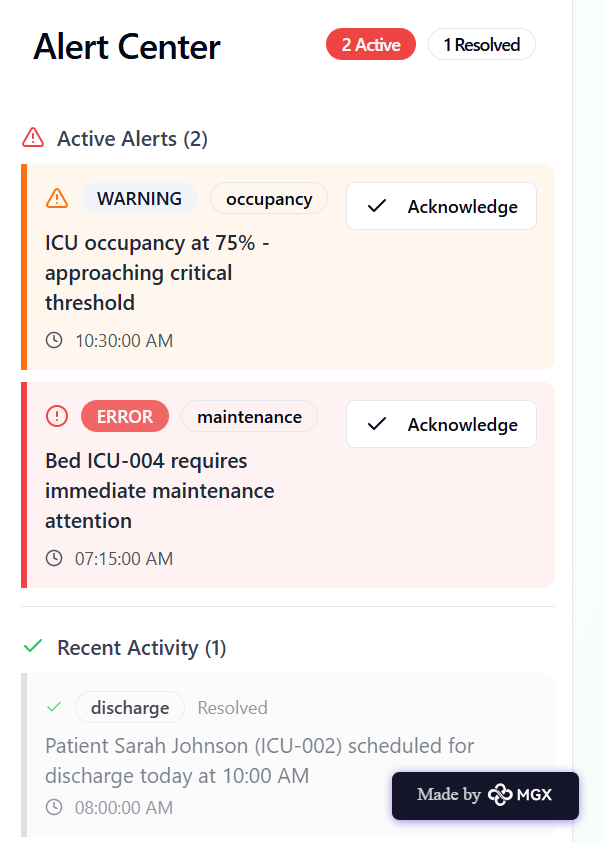 Alert Center
2 Active
1 Resolved
Active Alerts (2)
WARNING
occupancy
Acknowledge
ICU occupancy at 75% -
approaching critical
threshold
10:30:00 AM
ERROR
maintenance
Acknowledge
Bed ICU-004 requires
immediate maintenance
attention
07:15:00 AM
Recent Activity (1)
discharge
Resolved
Patient Sarah Johnson (ICU-002) scheduled for
discharge today at 10:00 AM
08:00:00 AM
Made by MGX